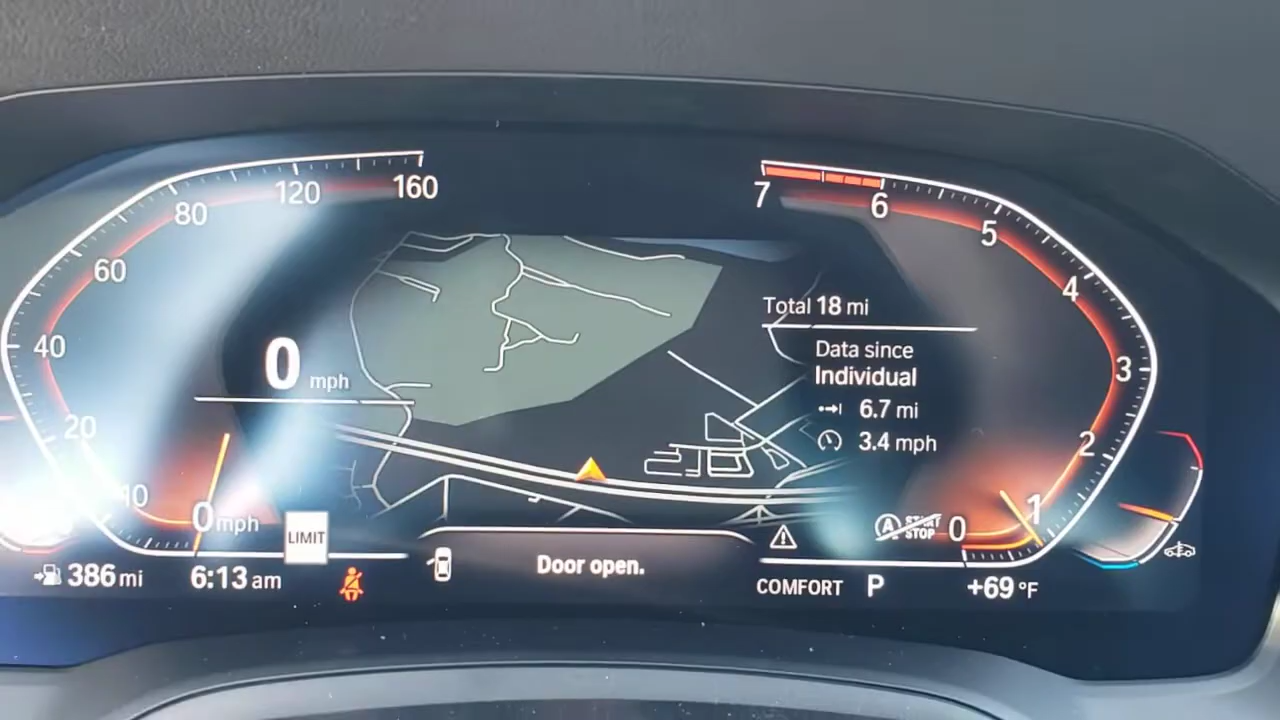 160
120
80
60
40
20
10
0 mph
0 mph
LIMIT
386 mi
6:13 am
Door open.
Total 18 mi
Data since
Individual
6.7 mi
3.4 mph
7
6
5
4
3
2
1
0
A START
STOP
COMFORT P
+69 °F